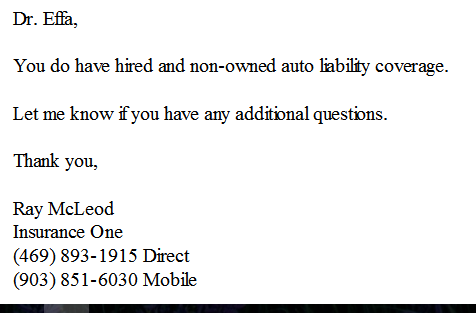 Dr. Effa,
You do have hired and non-owned auto liability coverage.
Let me know if you have any additional questions.
Thank you,
Ray McLeod
Insurance One
(469) 893-1915 Direct
(903) 851-6030 Mobile